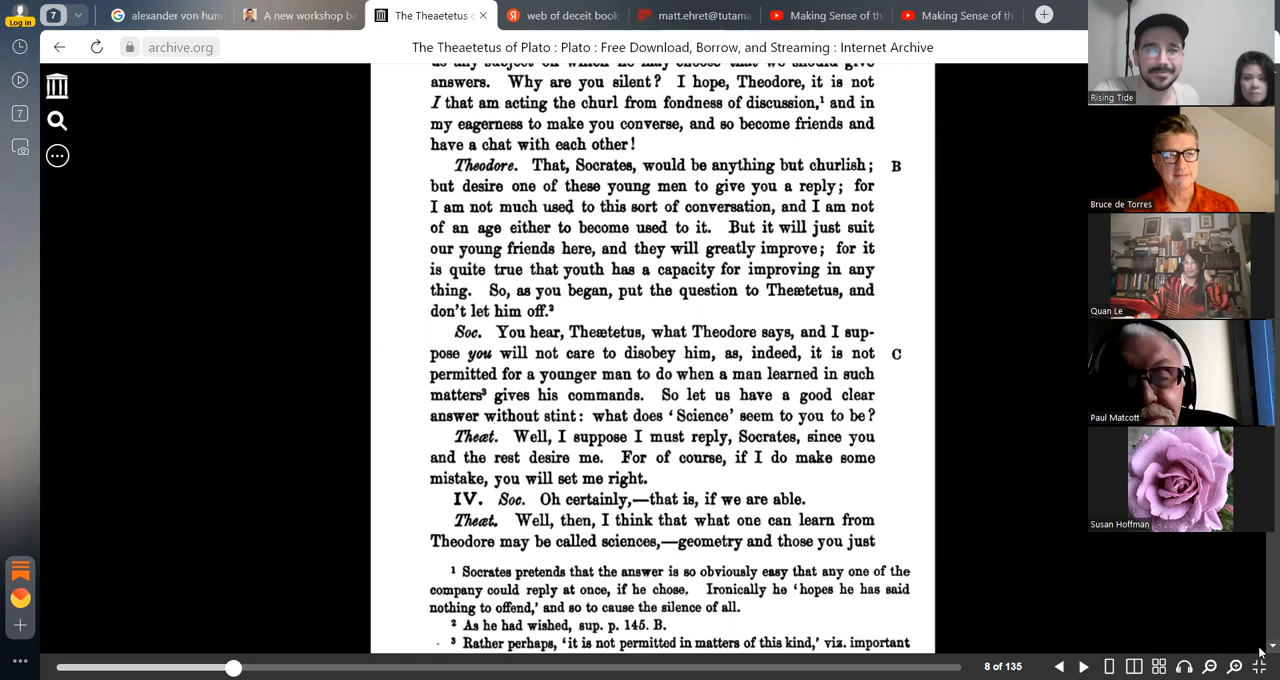 7
alexander von hum
A new workshop be
The Theaetetus o
web of deceit book
matt.ehret@tutama
Making Sense of th
Making Sense of th
Log in
archive.org
The Theaetetus of Plato : Plato : Free Download, Borrow, and Streaming : Internet Archive
7
us any subject on which he may choose that we should give
answers. Why are you silent? I hope, Theodore, it is not
I that am acting the churl from fondness of discussion,¹ and in
my eagerness to make you converse, and so become friends and
have a chat with each other!
Theodore. That, Socrates, would be anything but churlish; B
but desire one of these young men to give you a reply; for
I am not much used to this sort of conversation, and I am not
of an age either to become used to it. But it will just suit
our young friends here, and they will greatly improve; for it
is quite true that youth has a capacity for improving in any
thing. So, as you began, put the question to Theætetus, and
don't let him off.²
Soc. You hear, Theætetus, what Theodore says, and I sup-
pose you will not care to disobey him, as, indeed, it is not C
permitted for a younger man to do when a man learned in such
matters³ gives his commands. So let us have a good clear
answer without stint: what does 'Science' seem to you to be?
Theæt. Well, I suppose I must reply, Socrates, since you
and the rest desire me. For of course, if I do make some
mistake, you will set me right.
IV. Soc. Oh certainly,—that is, if we are able.
Theæt. Well, then, I think that what one can learn from
Theodore may be called sciences,—geometry and those you just
¹ Socrates pretends that the answer is so obviously easy that any one of the
company could reply at once, if he chose. Ironically he 'hopes he has said
nothing to offend,' and so to cause the silence of all.
² As he had wished, sup. p. 145. B.
³ Rather perhaps, 'it is not permitted in matters of this kind,' viz. important
8 of 135
Rising Tide
Bruce de Torres
Quan Le
Paul Matcott
Susan Hoffman